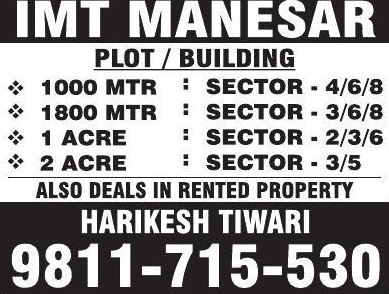 IMT MANESAR
PLOT / BUILDING
❖ 1000 MTR : SECTOR - 4/6/8
❖ 1800 MTR : SECTOR - 3/6/8
❖ 1 ACRE : SECTOR - 2/3/6
❖ 2 ACRE : SECTOR - 3/5
ALSO DEALS IN RENTED PROPERTY
HARIKESH TIWARI
9811-715-530